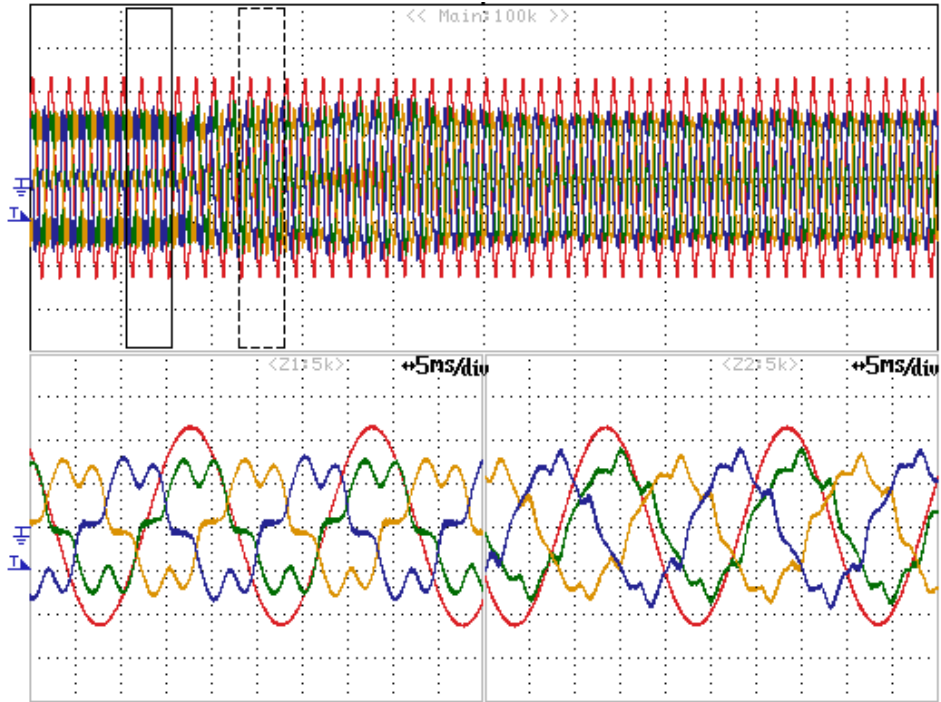 << Main:100k >>
T
<Z1:5k> ↔5ms/div
<Z2:5k> ↔5ms/div
T